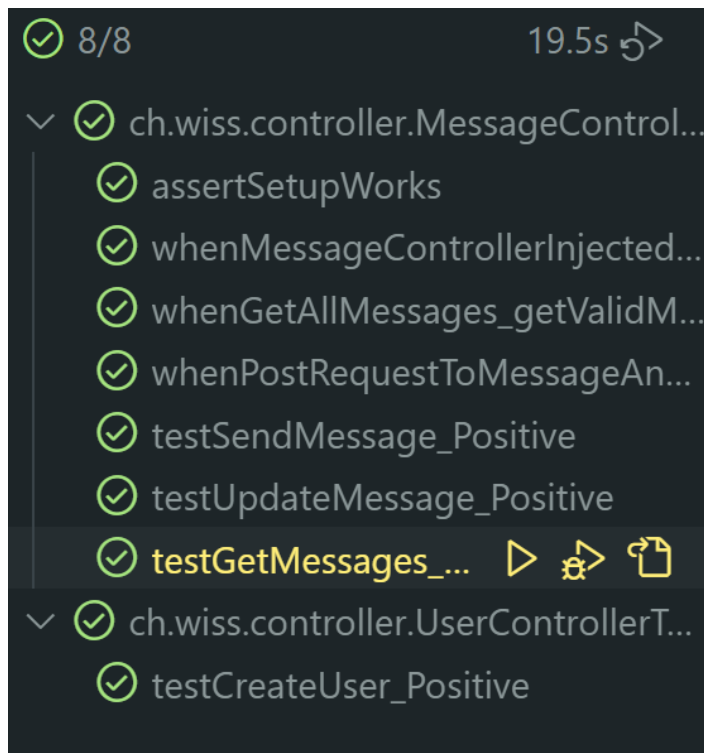 8/8 19.5s
ch.wiss.controller.MessageControl...
assertSetupWorks
whenMessageControllerInjected...
whenGetAllMessages_getValidM...
whenPostRequestToMessageAn...
testSendMessage_Positive
testUpdateMessage_Positive
testGetMessages_...
ch.wiss.controller.UserControllerT...
testCreateUser_Positive